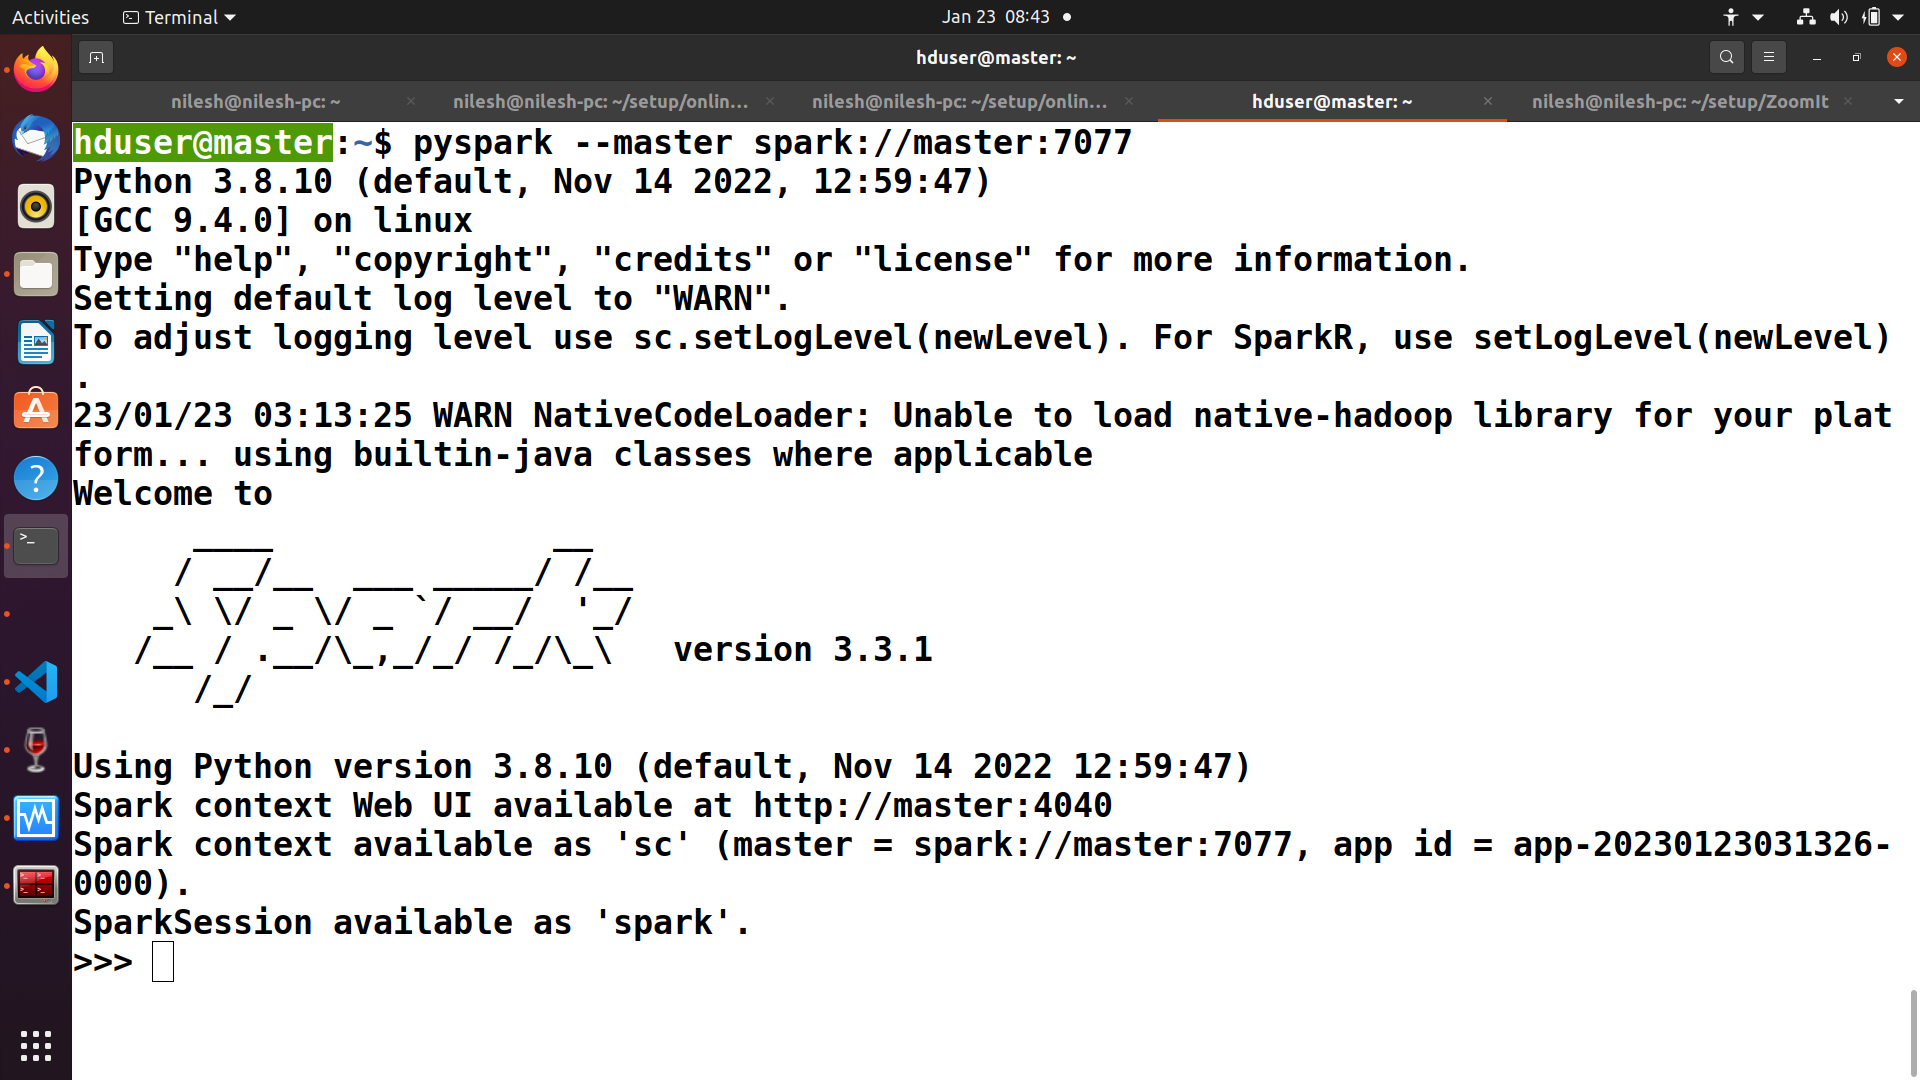 Activities Terminal Jan 23 08:43
hduser@master: ~
nilesh@nilesh-pc: ~ nilesh@nilesh-pc: ~/setup/onlin... nilesh@nilesh-pc: ~/setup/onlin... hduser@master: ~ nilesh@nilesh-pc: ~/setup/ZoomIt
hduser@master:~$ pyspark --master spark://master:7077
Python 3.8.10 (default, Nov 14 2022, 12:59:47)
[GCC 9.4.0] on linux
Type "help", "copyright", "credits" or "license" for more information.
Setting default log level to "WARN".
To adjust logging level use sc.setLogLevel(newLevel). For SparkR, use setLogLevel(newLevel)
.
23/01/23 03:13:25 WARN NativeCodeLoader: Unable to load native-hadoop library for your plat
form... using builtin-java classes where applicable
Welcome to
      ____              __
     / __/__  ___ _____/ /__
    _\ \/ _ \/ _ `/ __/  '_/
   /__ / .__/\_,_/_/ /_/\_\   version 3.3.1
      /_/
Using Python version 3.8.10 (default, Nov 14 2022 12:59:47)
Spark context Web UI available at http://master:4040
Spark context available as 'sc' (master = spark://master:7077, app id = app-20230123031326-
0000).
SparkSession available as 'spark'.
>>>